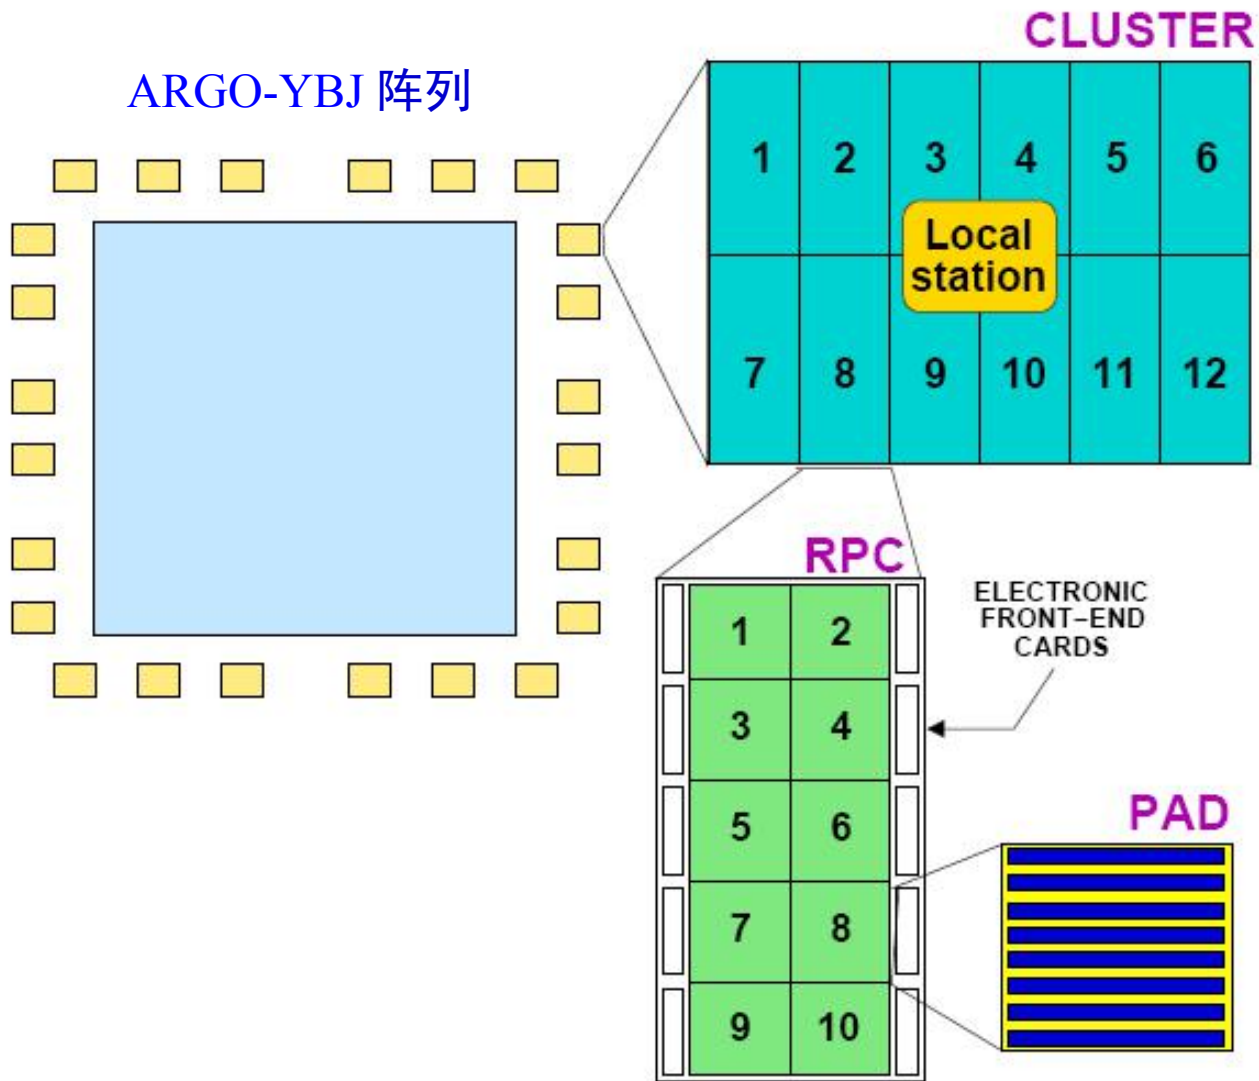 CLUSTER
ARGO-YBJ 阵列
1 2 3 4 5 6
Local
station
7 8 9 10 11 12
RPC
ELECTRONIC
FRONT–END
CARDS
1 2
3 4
5 6
7 8
9 10
PAD